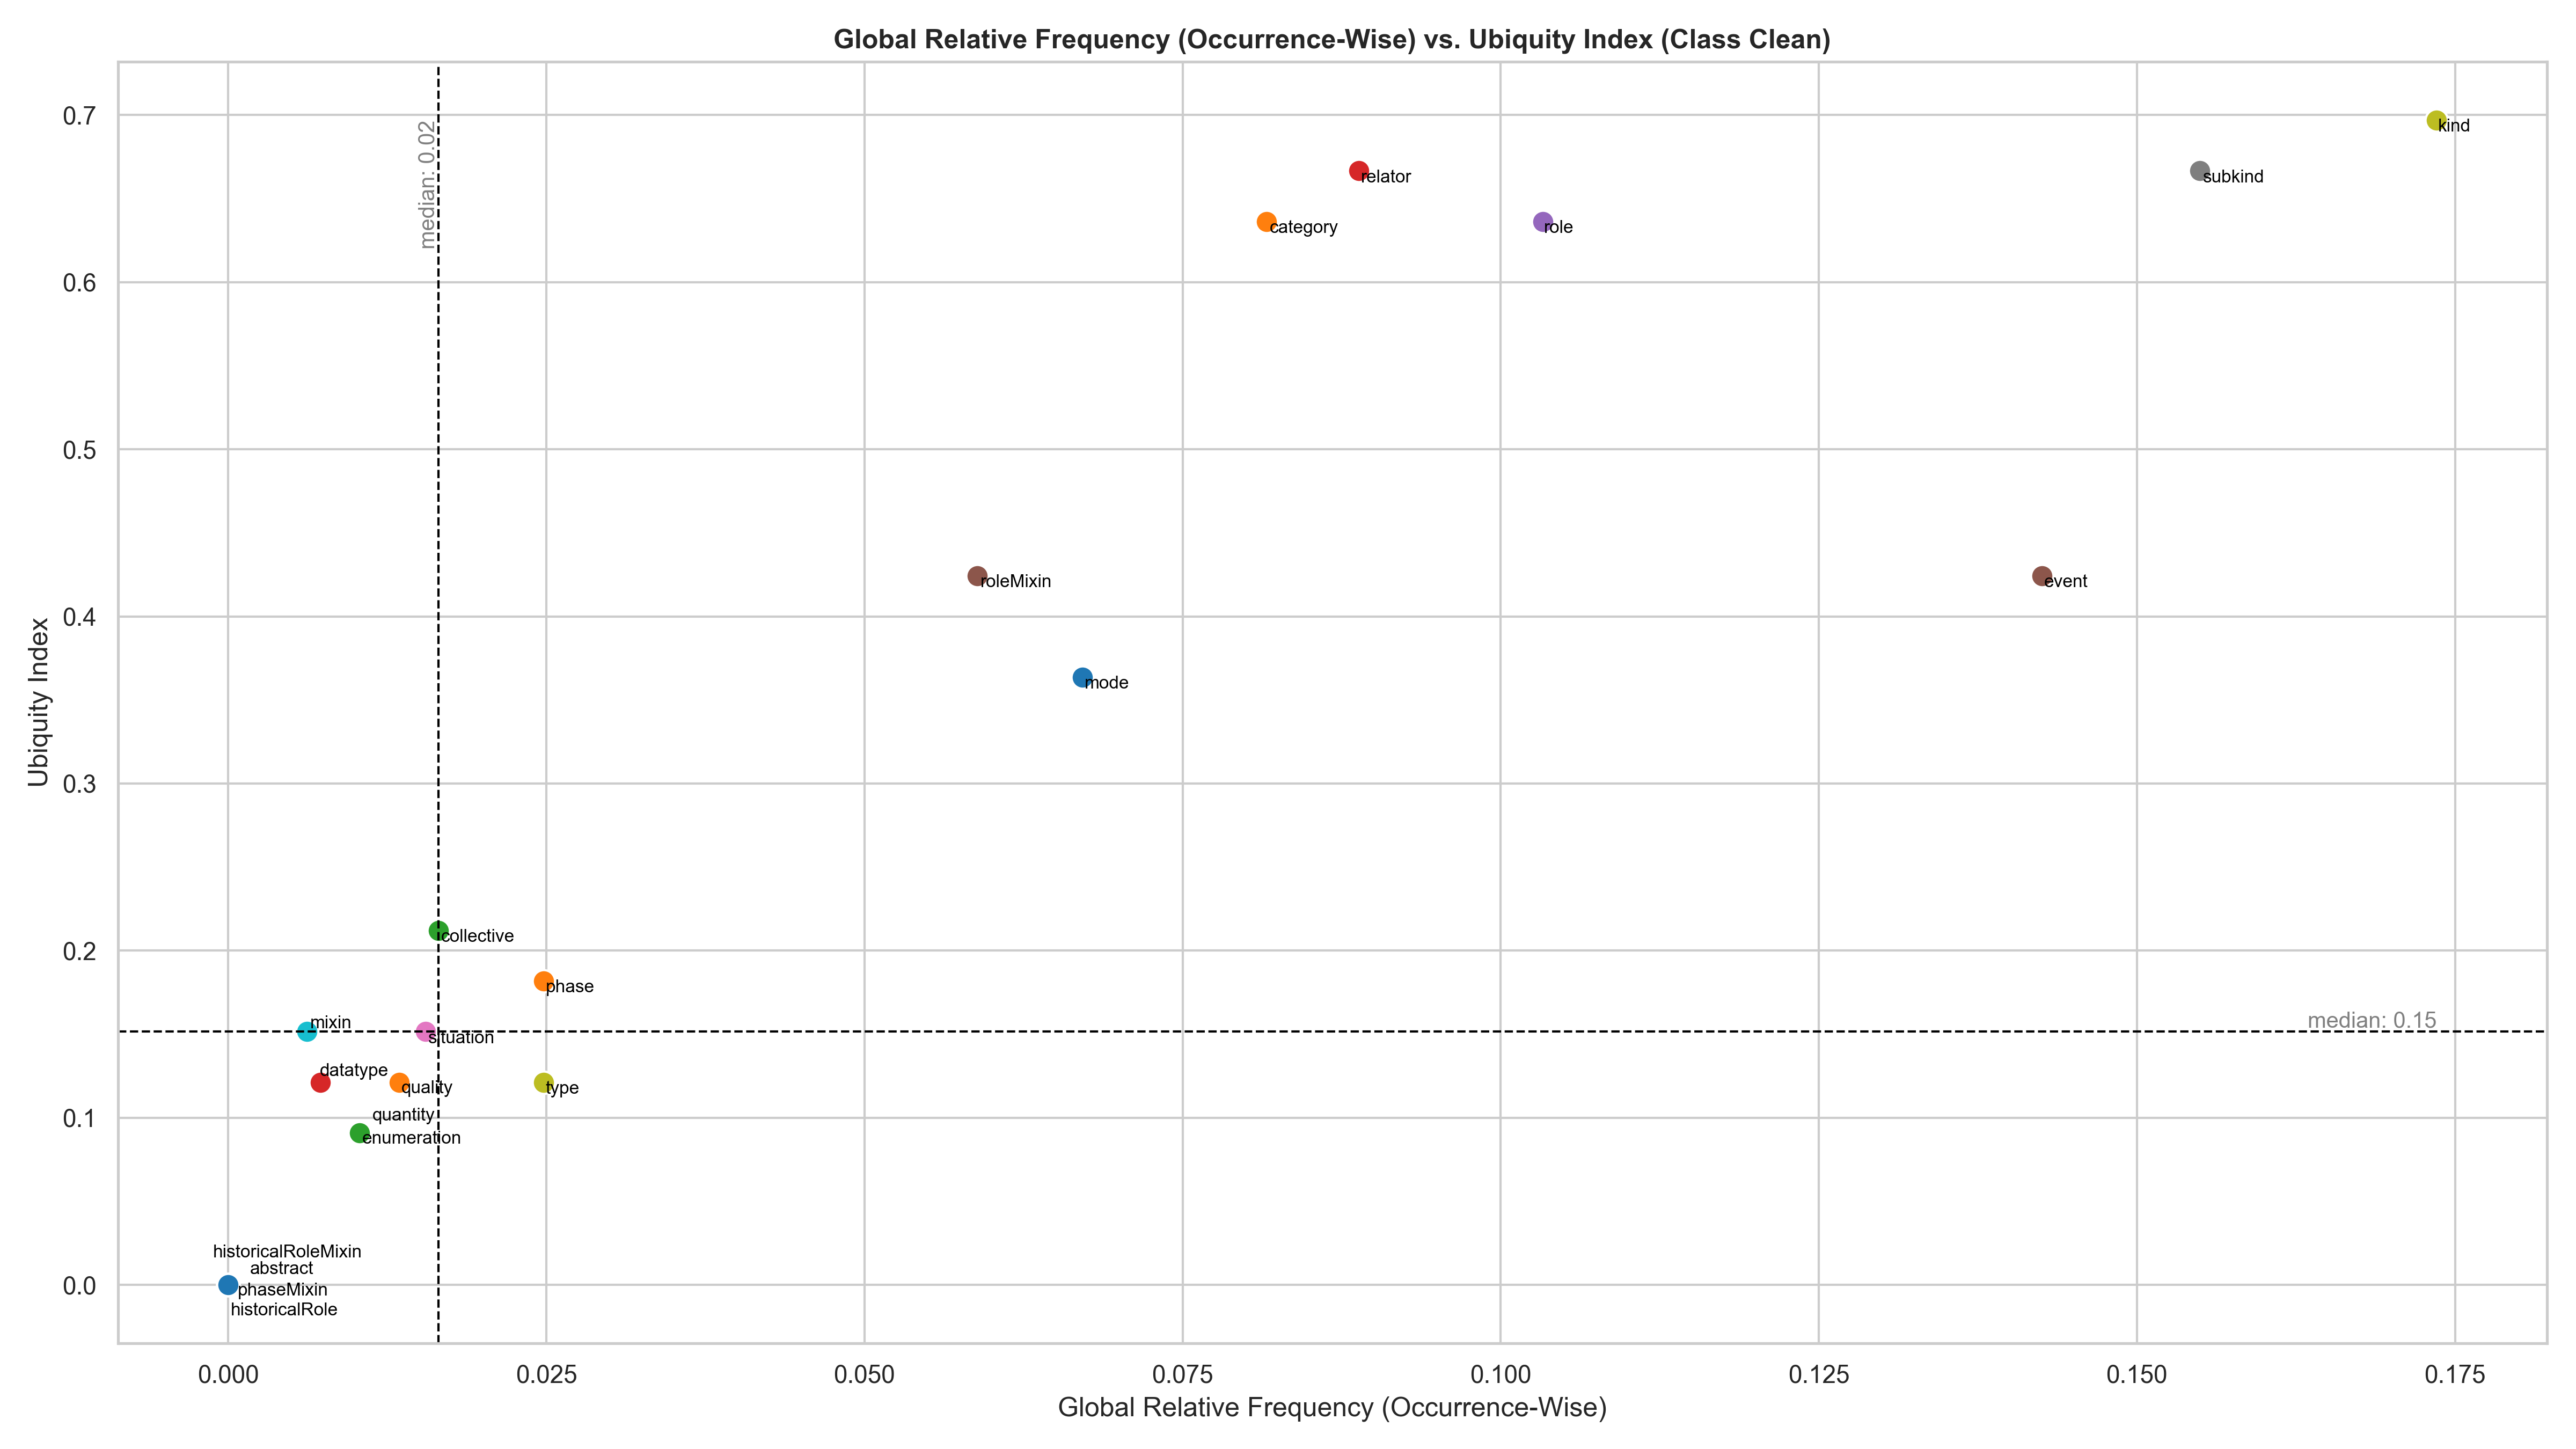 Global Relative Frequency (Occurrence-Wise) vs. Ubiquity Index (Class Clean)
0.7
0.6
0.5
0.4
0.3
0.2
0.1
0.0
Ubiquity Index
median: 0.02
kind
relator
subkind
category
role
roleMixin
event
mode
collective
phase
mixin
situation
median: 0.15
datatype
quality
type
quantity
enumeration
historicalRoleMixin
abstract
phaseMixin
historicalRole
0.000 0.025 0.050 0.075 0.100 0.125 0.150 0.175
Global Relative Frequency (Occurrence-Wise)